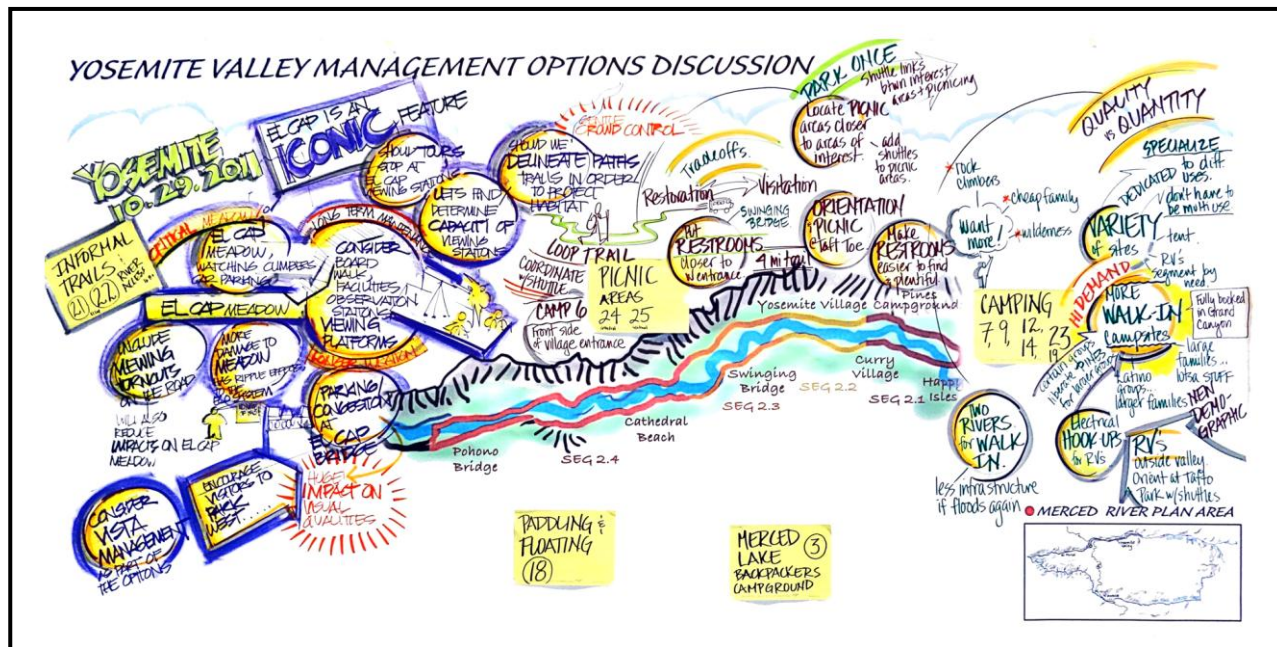 YOSEMITE VALLEY MANAGEMENT OPTIONS DISCUSSION
YOSEMITE
10.29.2011
EL CAP IS AN
ICONIC FEATURE
INFORMAL
TRAILS:
21 22
RIVER
ACCESS
CRITICAL
MEADOW
EL CAP
MEADOW,
WATCHING CLIMBERS
PARKING
EL CAP MEADOW
INCLUDE
VIEWING
TURNOUTS
ON THE ROAD
WILL ALSO
REDUCE
IMPACTS ON EL CAP
MEADOW
MORE
DAMAGE TO
MEADOW
HAS RIPPLE EFFECT
ECOSYSTEM
LONG TERM MAINTENANCE
CONSIDER
BOARD
WALKS,
FACILITIES
OBSERVATION
STATIONS
VIEWING
PLATFORMS
SHOULD TOURS
STOP AT
EL CAP
VIEWING STATIONS
LETS FIND
DETERMINE
CAPACITY OF
VIEWING
STATIONS
SHOULD WE
DELINEATE PATHS
TRAILS IN ORDER
TO PROTECT
HABITAT
CROWD CONTROL
PARKING/
CONGESTION
AT
EL CAP
BRIDGE
HUGE
IMPACT ON
VISUAL
QUALITIES
ENCOURAGE
VISITORS TO
PARK
WEST.....
CONSIDER
VISTA
MANAGEMENT
AS PART OF
THE OPTIONS
LOOP TRAIL
COORDINATE
w/SHUTTLE
CAMP 6
Front side
of village entrance
PICNIC
AREAS
24 25
Tradeoffs.
Restoration
Visitation
SWINGING
BRIDGE
Put
RESTROOMS
closer to
entrance
4 mi trail
PARK ONCE
Shuttle links
btwn interest
areas + picnicing
Locate PICNIC
areas closer
to areas of
interest.
add
shuttles
to picnic
areas.
ORIENTATION
PICNIC
@ Taft Toe
Make
RESTROOMS
easier to find
+ plentiful
Want
more!
rock
climbers
cheap family
wilderness
QUALITY
vs QUANTITY
SPECIALIZE
to diff.
uses.
DEDICATED
don't have to
be multi use
VARIETY
of sites
tent.
RV's
segment by
need
HI DEMAND
MORE
WALK-IN
Campsites
Fully booked
in Grand
Canyon
CAMPING
7, 9, 12,
14, 23
19
Latino
groups...
larger families
large
families...
lotsa STUFF
NEW
DEMO-
GRAPHIC
TWO
RIVERS
for WALK
IN.
less infrastructure
if floods again
Electrical
HOOK-UPS
for RVs
RV's
outside valley.
Orient at Taft
Park w/shuttles
Yosemite Village
Pines
Campground
Swinging
Bridge
SEG 2.3
SEG 2.2
Curry
Village
SEG 2.1
Happy
Isles
Cathedral
Beach
Pohono
Bridge
SEG 2.4
PADDLING &
FLOATING
18
MERCED 3
LAKE
BACKPACKERS
CAMPGROUND
MERCED RIVER PLAN AREA